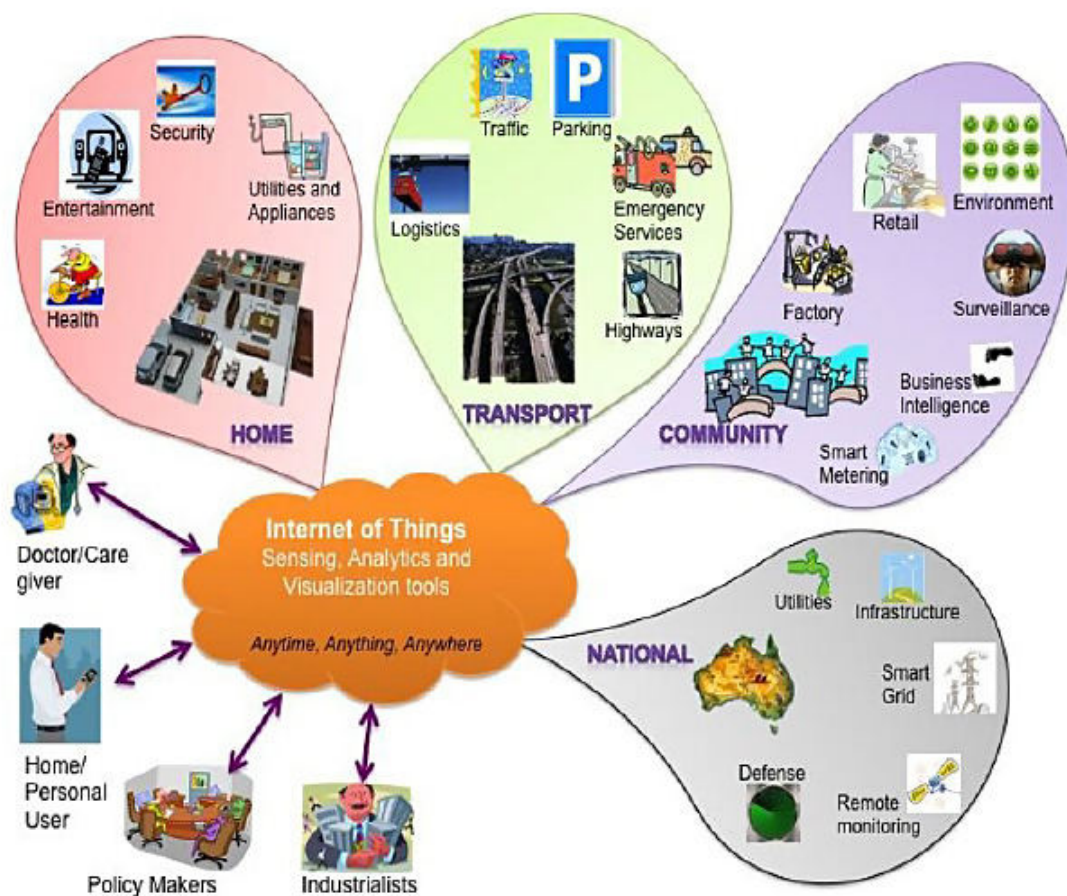 Security
Entertainment
Utilities and
Appliances
Health
HOME
Traffic
P
Parking
Logistics
Emergency
Services
Highways
TRANSPORT
Retail
Environment
Factory
Surveillance
Business
Intelligence
COMMUNITY
Smart
Metering
Doctor/Care
giver
Internet of Things
Sensing, Analytics and
Visualization tools
Anytime, Anything, Anywhere
Home/
Personal
User
Policy Makers
Industrialists
Utilities
Infrastructure
NATIONAL
Smart
Grid
Defense
Remote
monitoring